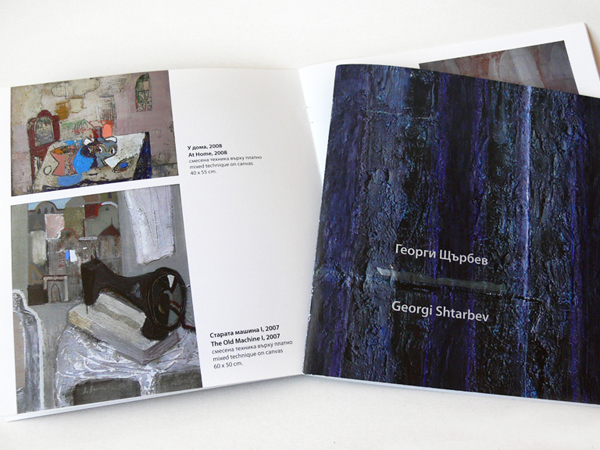 У дома, 2008
At Home, 2008
смесена техника върху платно
mixed technique on canvas
40 x 55 cm.
Старата машина I, 2007
The Old Machine I, 2007
смесена техника върху платно
mixed technique on canvas
60 x 50 cm.
Георги Щърбев
Georgi Shtarbev